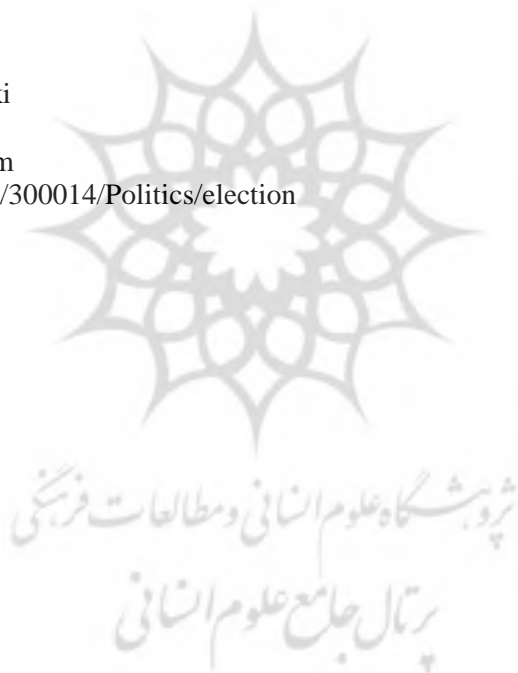 ki
m
/300014/Politics/election
پژوهشگاه علوم انسانی و مطالعات فرهنگی
پرتال جامع علوم انسانی